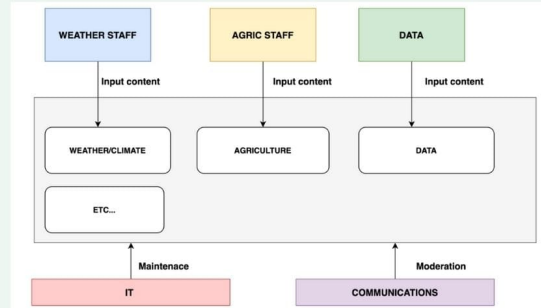 WEATHER STAFF
AGRIC STAFF
DATA
Input content
Input content
Input content
WEATHER/CLIMATE
AGRICULTURE
DATA
ETC...
Maintenace
Moderation
IT
COMMUNICATIONS